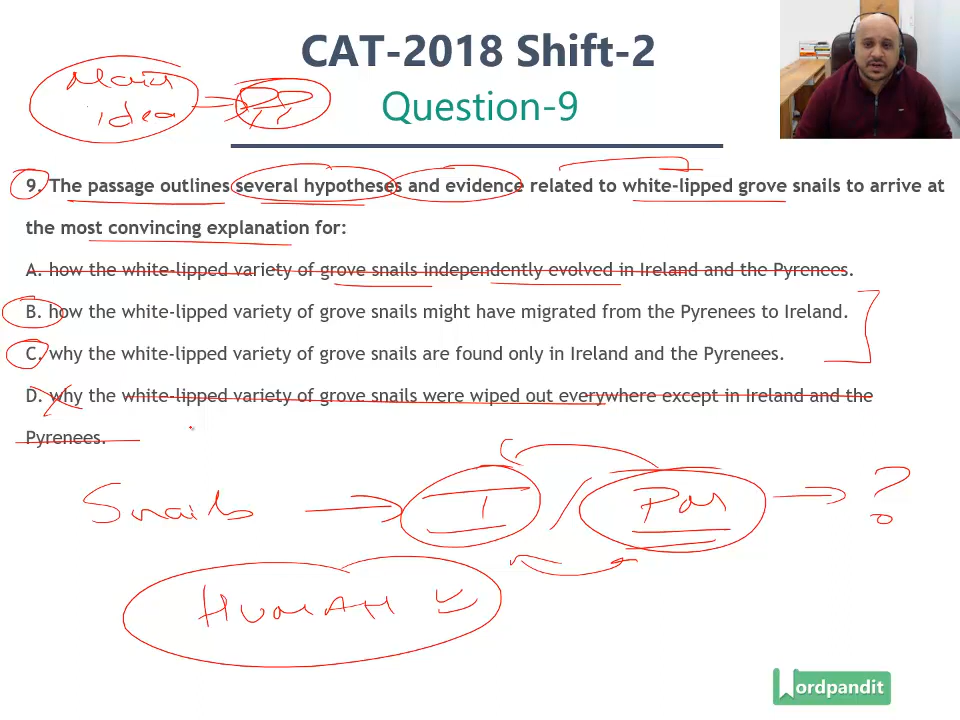 CAT-2018 Shift-2
Question-9
Main idea
9. The passage outlines several hypotheses and evidence related to white-lipped grove snails to arrive at
the most convincing explanation for:
A. how the white-lipped variety of grove snails independently evolved in Ireland and the Pyrenees.
B. how the white-lipped variety of grove snails might have migrated from the Pyrenees to Ireland.
C. why the white-lipped variety of grove snails are found only in Ireland and the Pyrenees.
D. why the white-lipped variety of grove snails were wiped out everywhere except in Ireland and the
Pyrenees.
Snails → I / → ?
HUMAN
Wordpandit